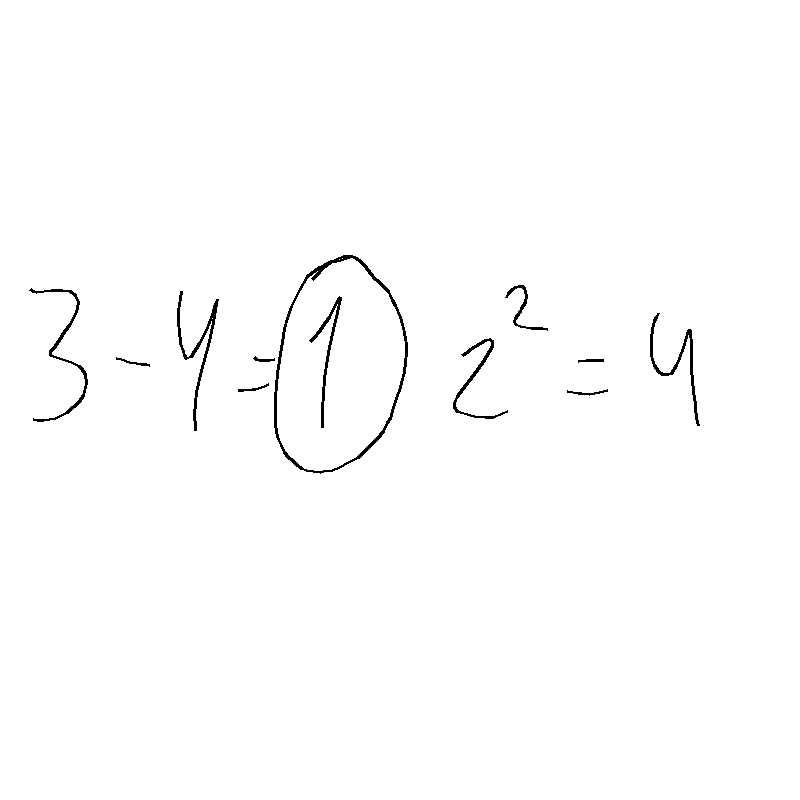 3 - 4 = 1 2² = 4